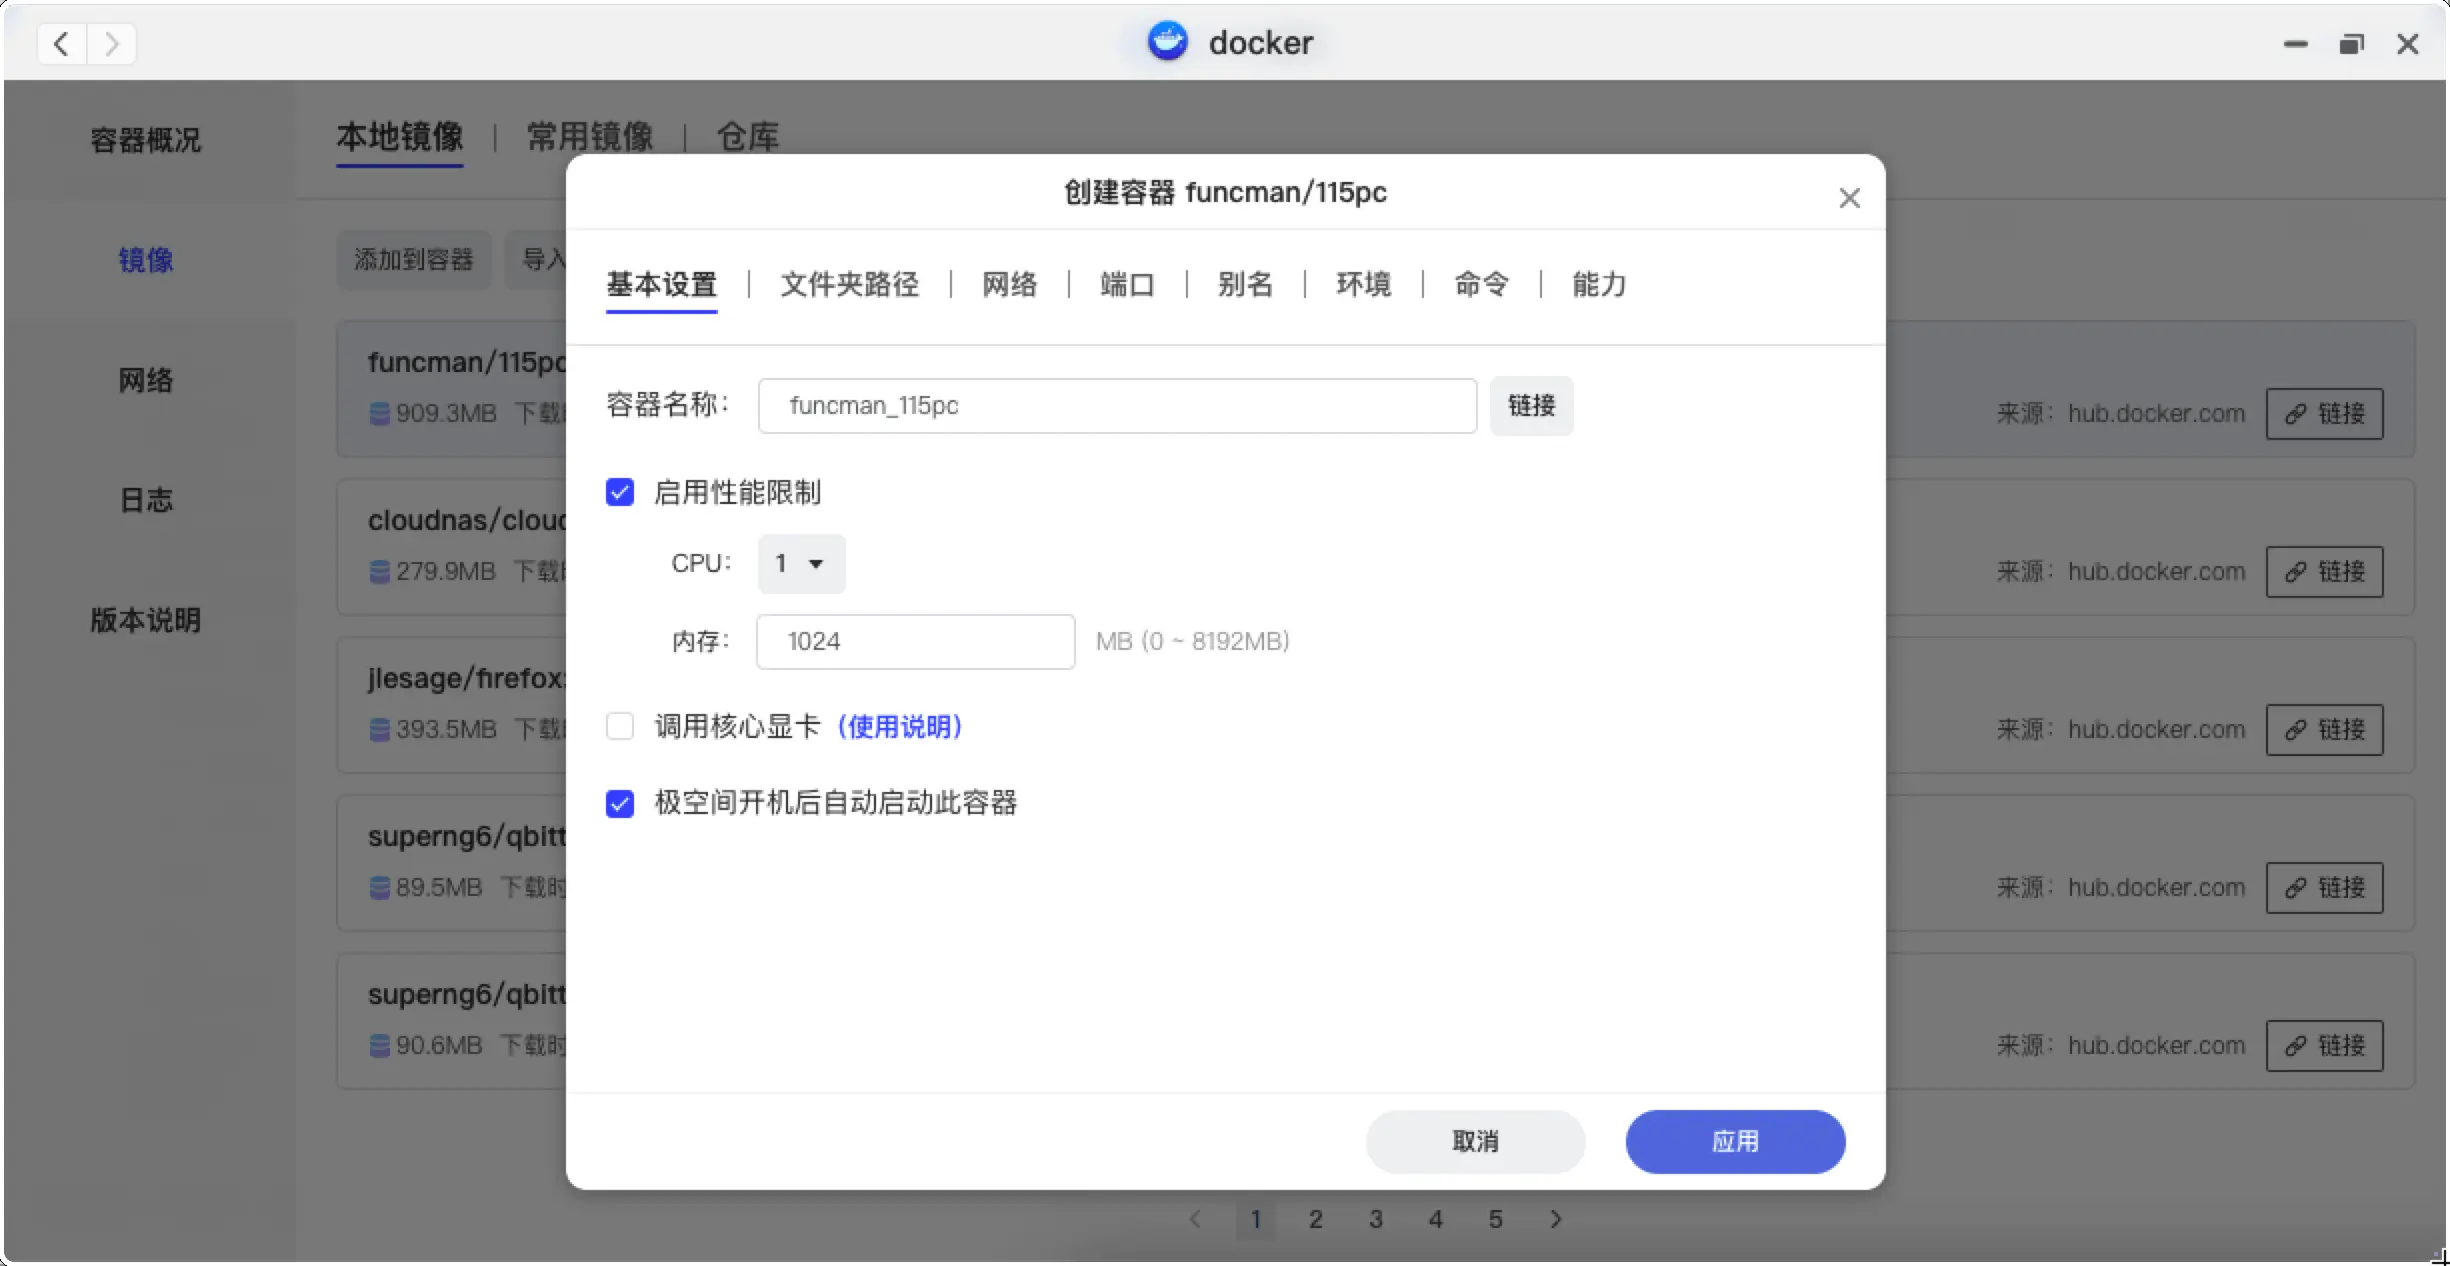 docker
容器概况
镜像
网络
日志
版本说明
本地镜像 | 常用镜像 | 仓库
添加到容器 导入
funcman/115pc
909.3MB 下载
来源：hub.docker.com 链接
cloudnas/cloud
279.9MB 下载
来源：hub.docker.com 链接
jlesage/firefox:
393.5MB 下载
来源：hub.docker.com 链接
superng6/qbitt
89.5MB 下载时
来源：hub.docker.com 链接
superng6/qbitt
90.6MB 下载时
来源：hub.docker.com 链接
创建容器 funcman/115pc
基本设置 | 文件夹路径 | 网络 | 端口 | 别名 | 环境 | 命令 | 能力
容器名称： funcman_115pc 链接
启用性能限制
CPU： 1
内存： 1024 MB (0 ~ 8192MB)
调用核心显卡（使用说明）
极空间开机后自动启动此容器
取消 应用
1 2 3 4 5